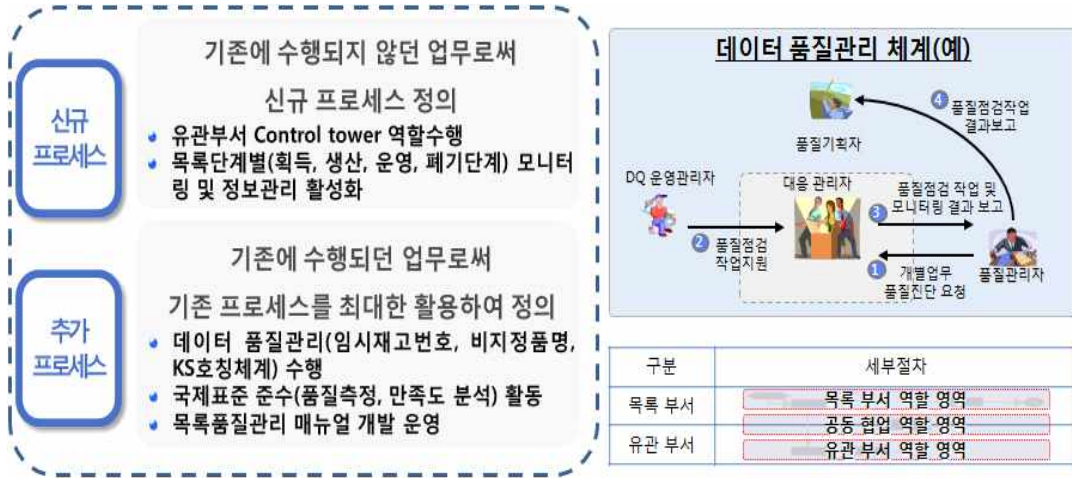 신규
프로세스
기존에 수행되지 않던 업무로써
신규 프로세스 정의
유관부서 Control tower 역할수행
목록단계별(획득, 생산, 운영, 폐기단계) 모니터
링 및 정보관리 활성화
추가
프로세스
기존에 수행되던 업무로써
기존 프로세스를 최대한 활용하여 정의
데이터 품질관리(임시재고번호, 비지정품명,
KS호칭체계) 수행
국제표준 준수(품질측정, 만족도 분석) 활동
목록품질관리 매뉴얼 개발 운영
데이터 품질관리 체계(예)
품질기획자
4 품질점검작업
결과보고
DQ 운영관리자
대응 관리자
2 품질점검
작업지원
3 품질점검 작업 및
모니터링 결과 보고
1 개별업무
품질진단 요청
품질관리자
구분 세부절차
목록 부서 목록 부서 역할 영역
공동 협업 역할 영역
유관 부서 유관 부서 역할 영역